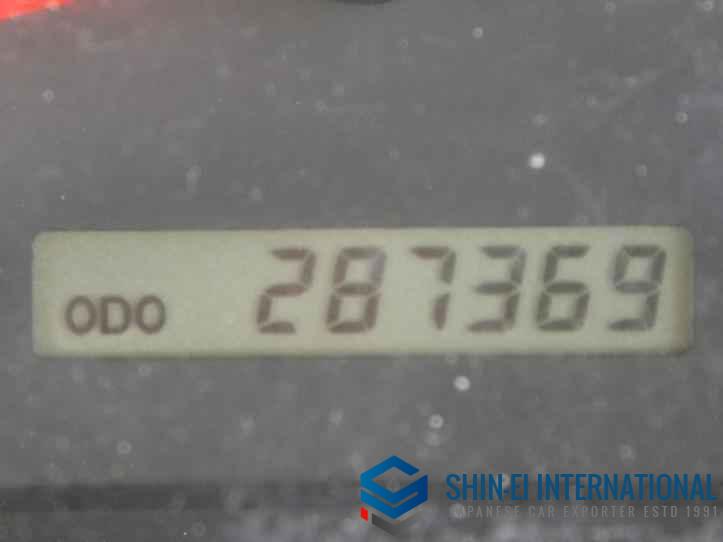 ODO 287369
SHIN-EI INTERNATIONAL
JAPANESE CAR EXPORTER ESTD 1991